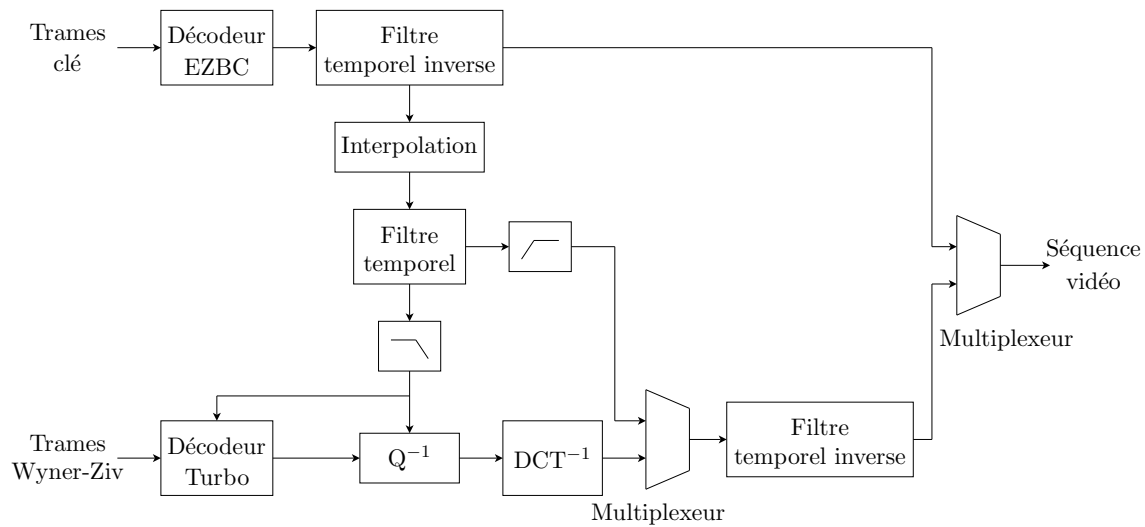 Trames
clé
Décodeur
EZBC
Filtre
temporel inverse
Interpolation
Filtre
temporel
Séquence
vidéo
Multiplexeur
Trames
Wyner-Ziv
Décodeur
Turbo
Q⁻¹
DCT⁻¹
Filtre
temporel inverse
Multiplexeur